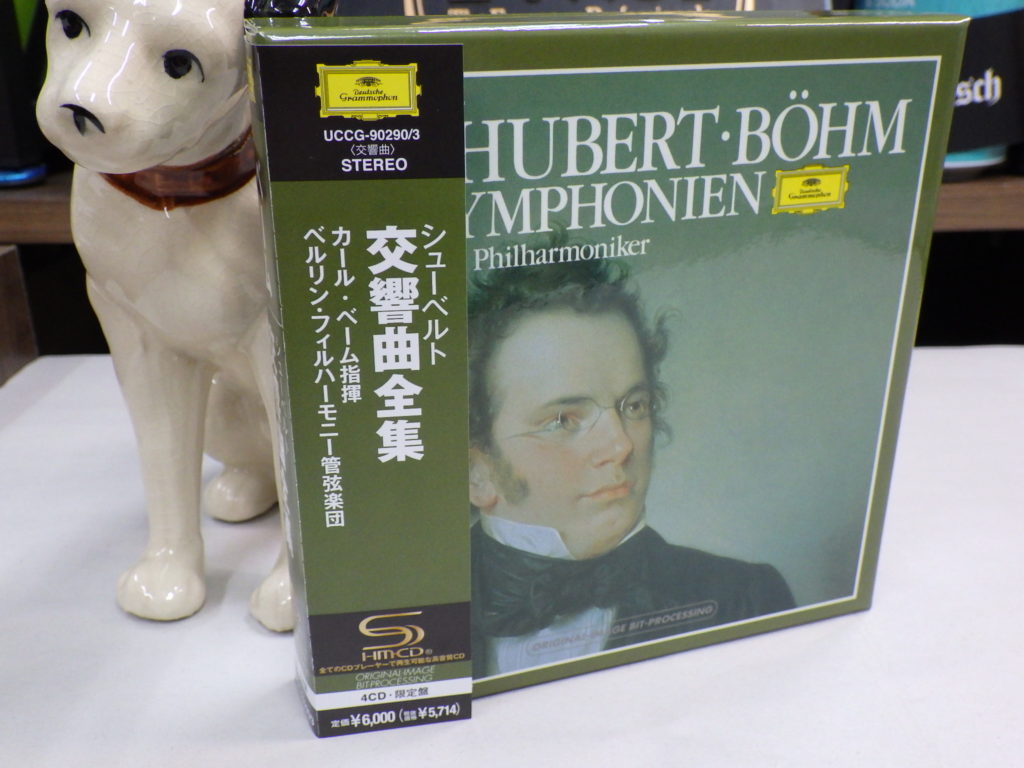 Deutsche
Grammophon
UCCG-90290/3
〈交響曲〉
STEREO
シューベルト
交響曲全集
カール・ベーム指揮
ベルリン・フィルハーモニー管弦楽団
SHM-CD®
全てのCDプレーヤーで再生可能な高音質CD
ORIGINAL IMAGE
BIT-PROCESSING
4CD・限定盤
定価¥6,000(税抜価格¥5,714)
HUBERT・BÖHM
YMPHONIEN
Deutsche
Grammophon
Philharmoniker
ORIGINAL IMAGE BIT-PROCESSING
sch